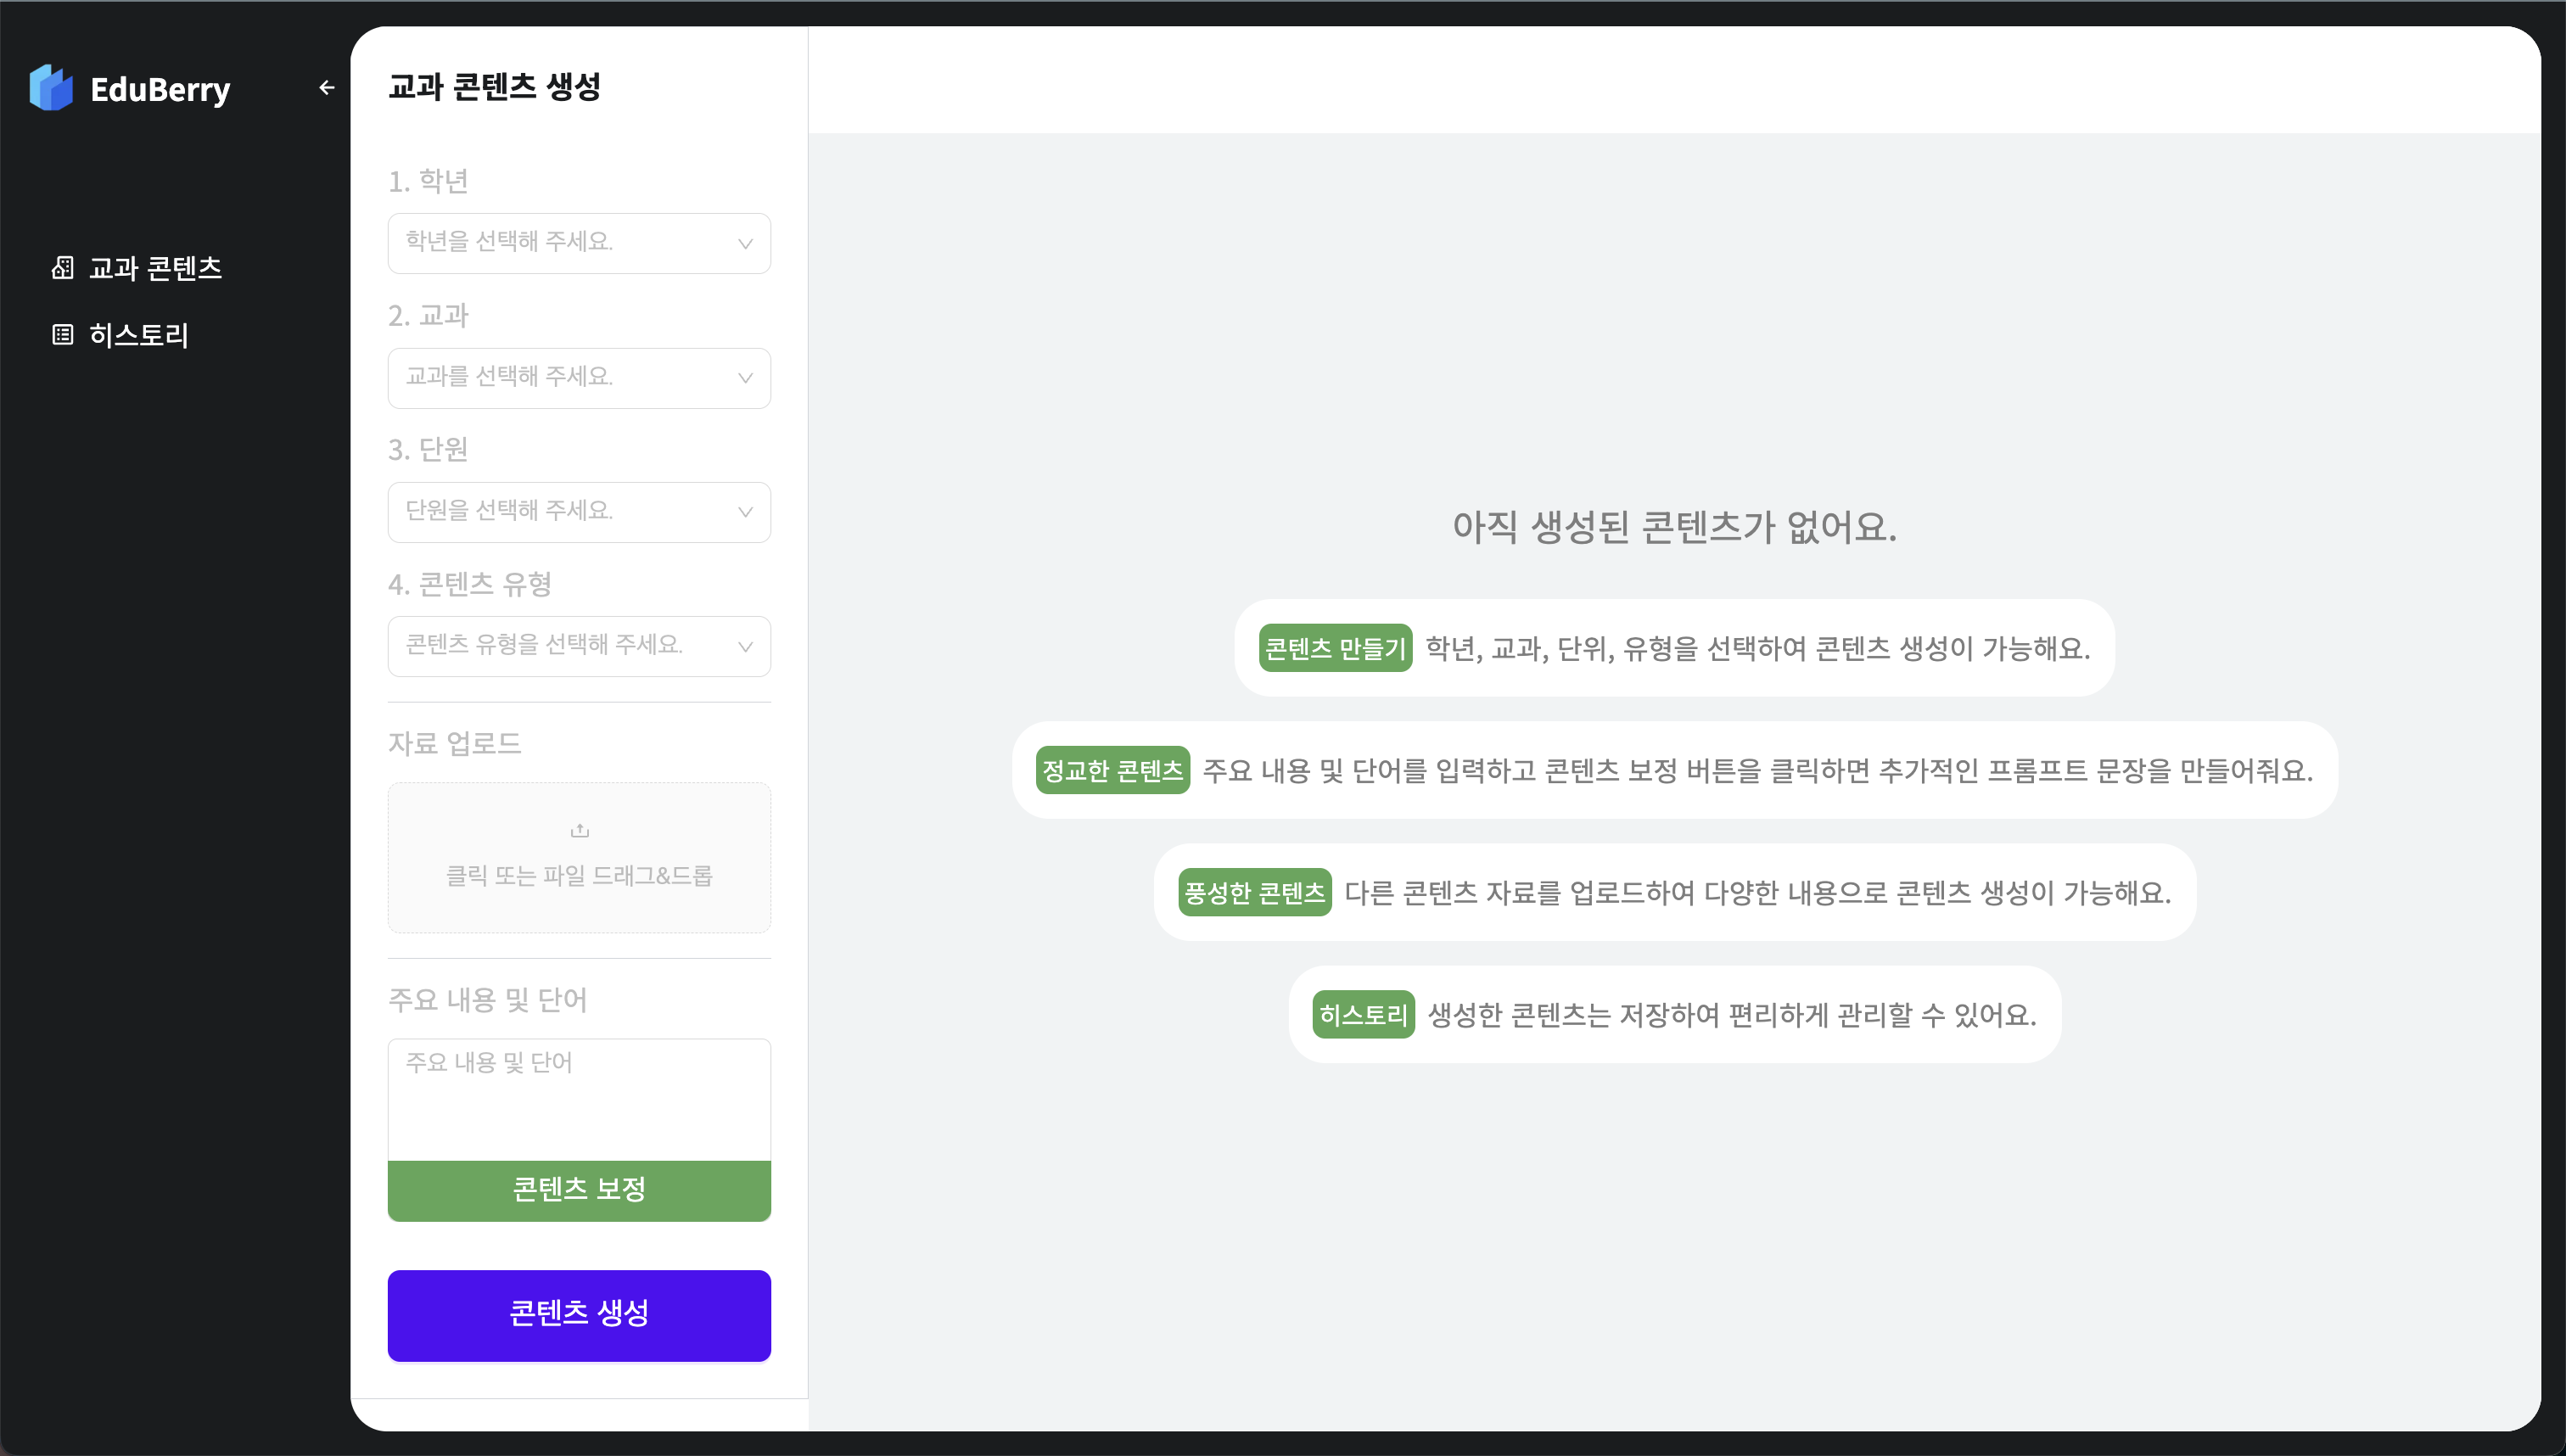 EduBerry
교과 콘텐츠
히스토리
교과 콘텐츠 생성
1. 학년
학년을 선택해 주세요.
2. 교과
교과를 선택해 주세요.
3. 단원
단원을 선택해 주세요.
4. 콘텐츠 유형
콘텐츠 유형을 선택해 주세요.
자료 업로드
클릭 또는 파일 드래그&드롭
주요 내용 및 단어
주요 내용 및 단어
콘텐츠 보정
콘텐츠 생성
아직 생성된 콘텐츠가 없어요.
콘텐츠 만들기 학년, 교과, 단위, 유형을 선택하여 콘텐츠 생성이 가능해요.
정교한 콘텐츠 주요 내용 및 단어를 입력하고 콘텐츠 보정 버튼을 클릭하면 추가적인 프롬프트 문장을 만들어줘요.
풍성한 콘텐츠 다른 콘텐츠 자료를 업로드하여 다양한 내용으로 콘텐츠 생성이 가능해요.
히스토리 생성한 콘텐츠는 저장하여 편리하게 관리할 수 있어요.